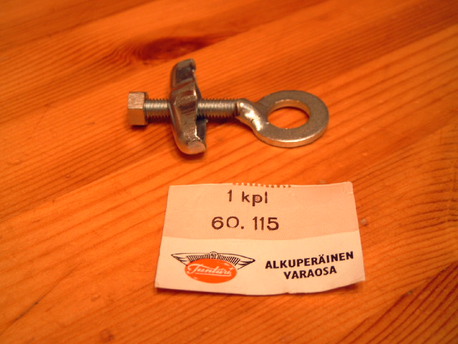 1 kpl
60.115
Tunturi
ALKUPERÄINEN
VARAOSA